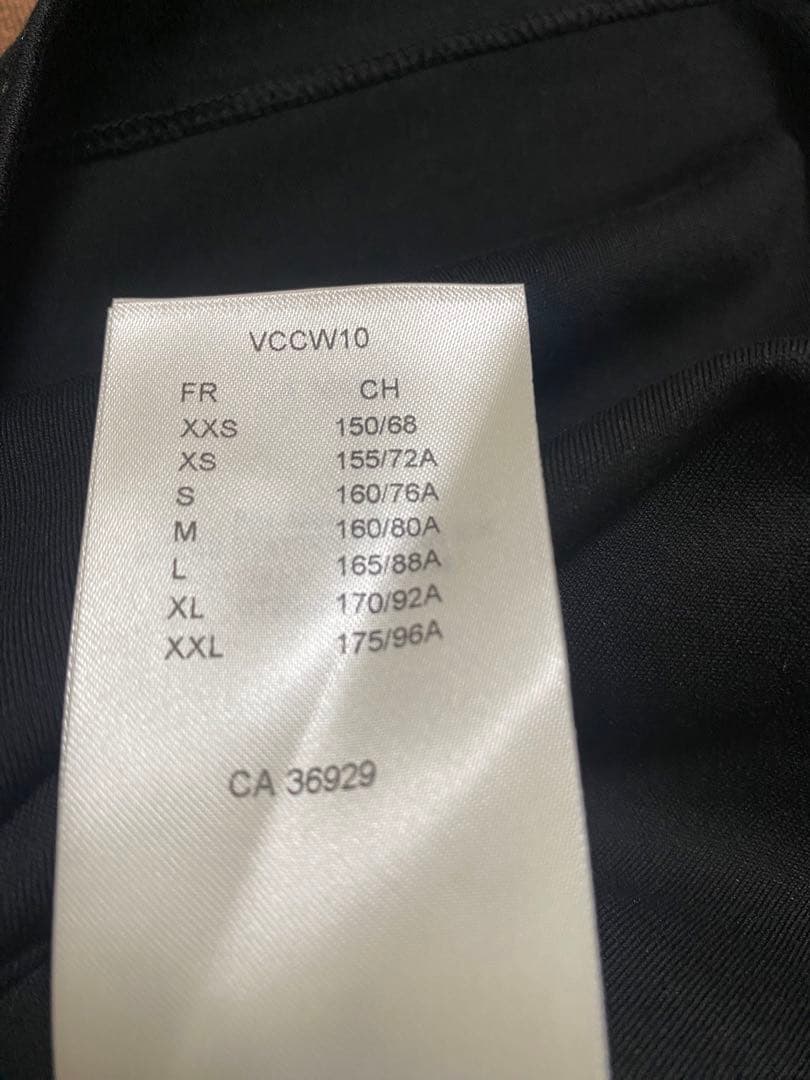 VCCW10
FR CH
XXS 150/68
XS 155/72A
S 160/76A
M 160/80A
L 165/88A
XL 170/92A
XXL 175/96A
CA 36929